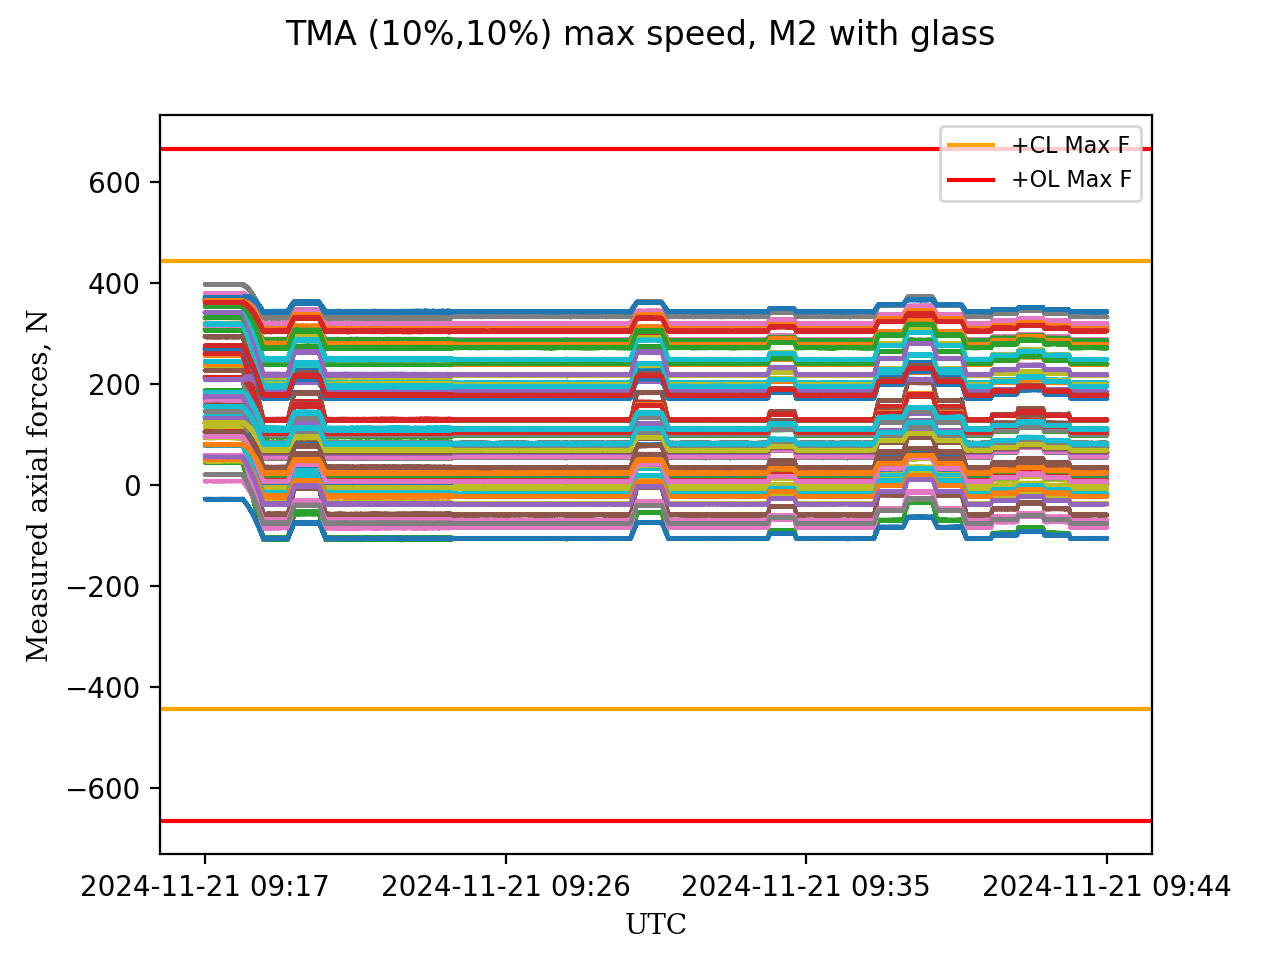 TMA (10%,10%) max speed, M2 with glass
+CL Max F
+OL Max F
600
400
200
0
−200
−400
−600
Measured axial forces, N
2024-11-21 09:17
2024-11-21 09:26
2024-11-21 09:35
2024-11-21 09:44
UTC